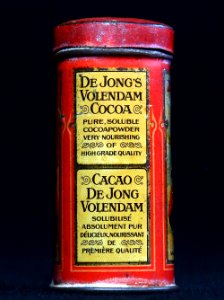 DE JONG'S
VOLENDAM
COCOA
PURE, SOLUBLE
COCOAPOWDER
VERY NOURISHING
OF
HIGH GRADE QUALITY
CACAO
DE JONG
VOLENDAM
SOLUBILISÉ
ABSOLUMENT PUR
DÉLICIEUX, NOURISSANT
DE
PREMIÈRE QUALITÉ